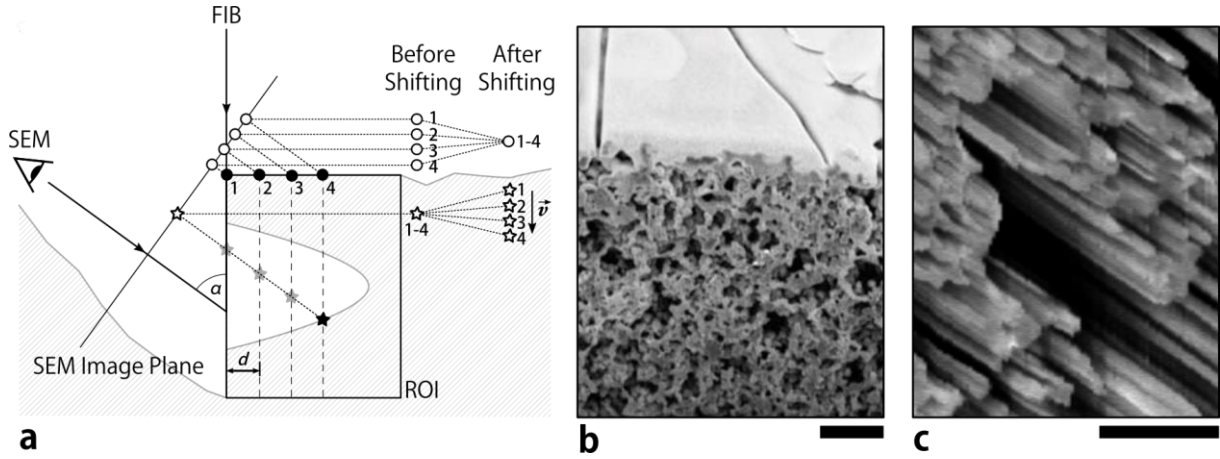 FIB
Before
Shifting
After
Shifting
SEM
1
2
3
4
1-4
1
2
3
4
1
2
3
4
v
1-4
α
SEM Image Plane
d
ROI
a
b
c